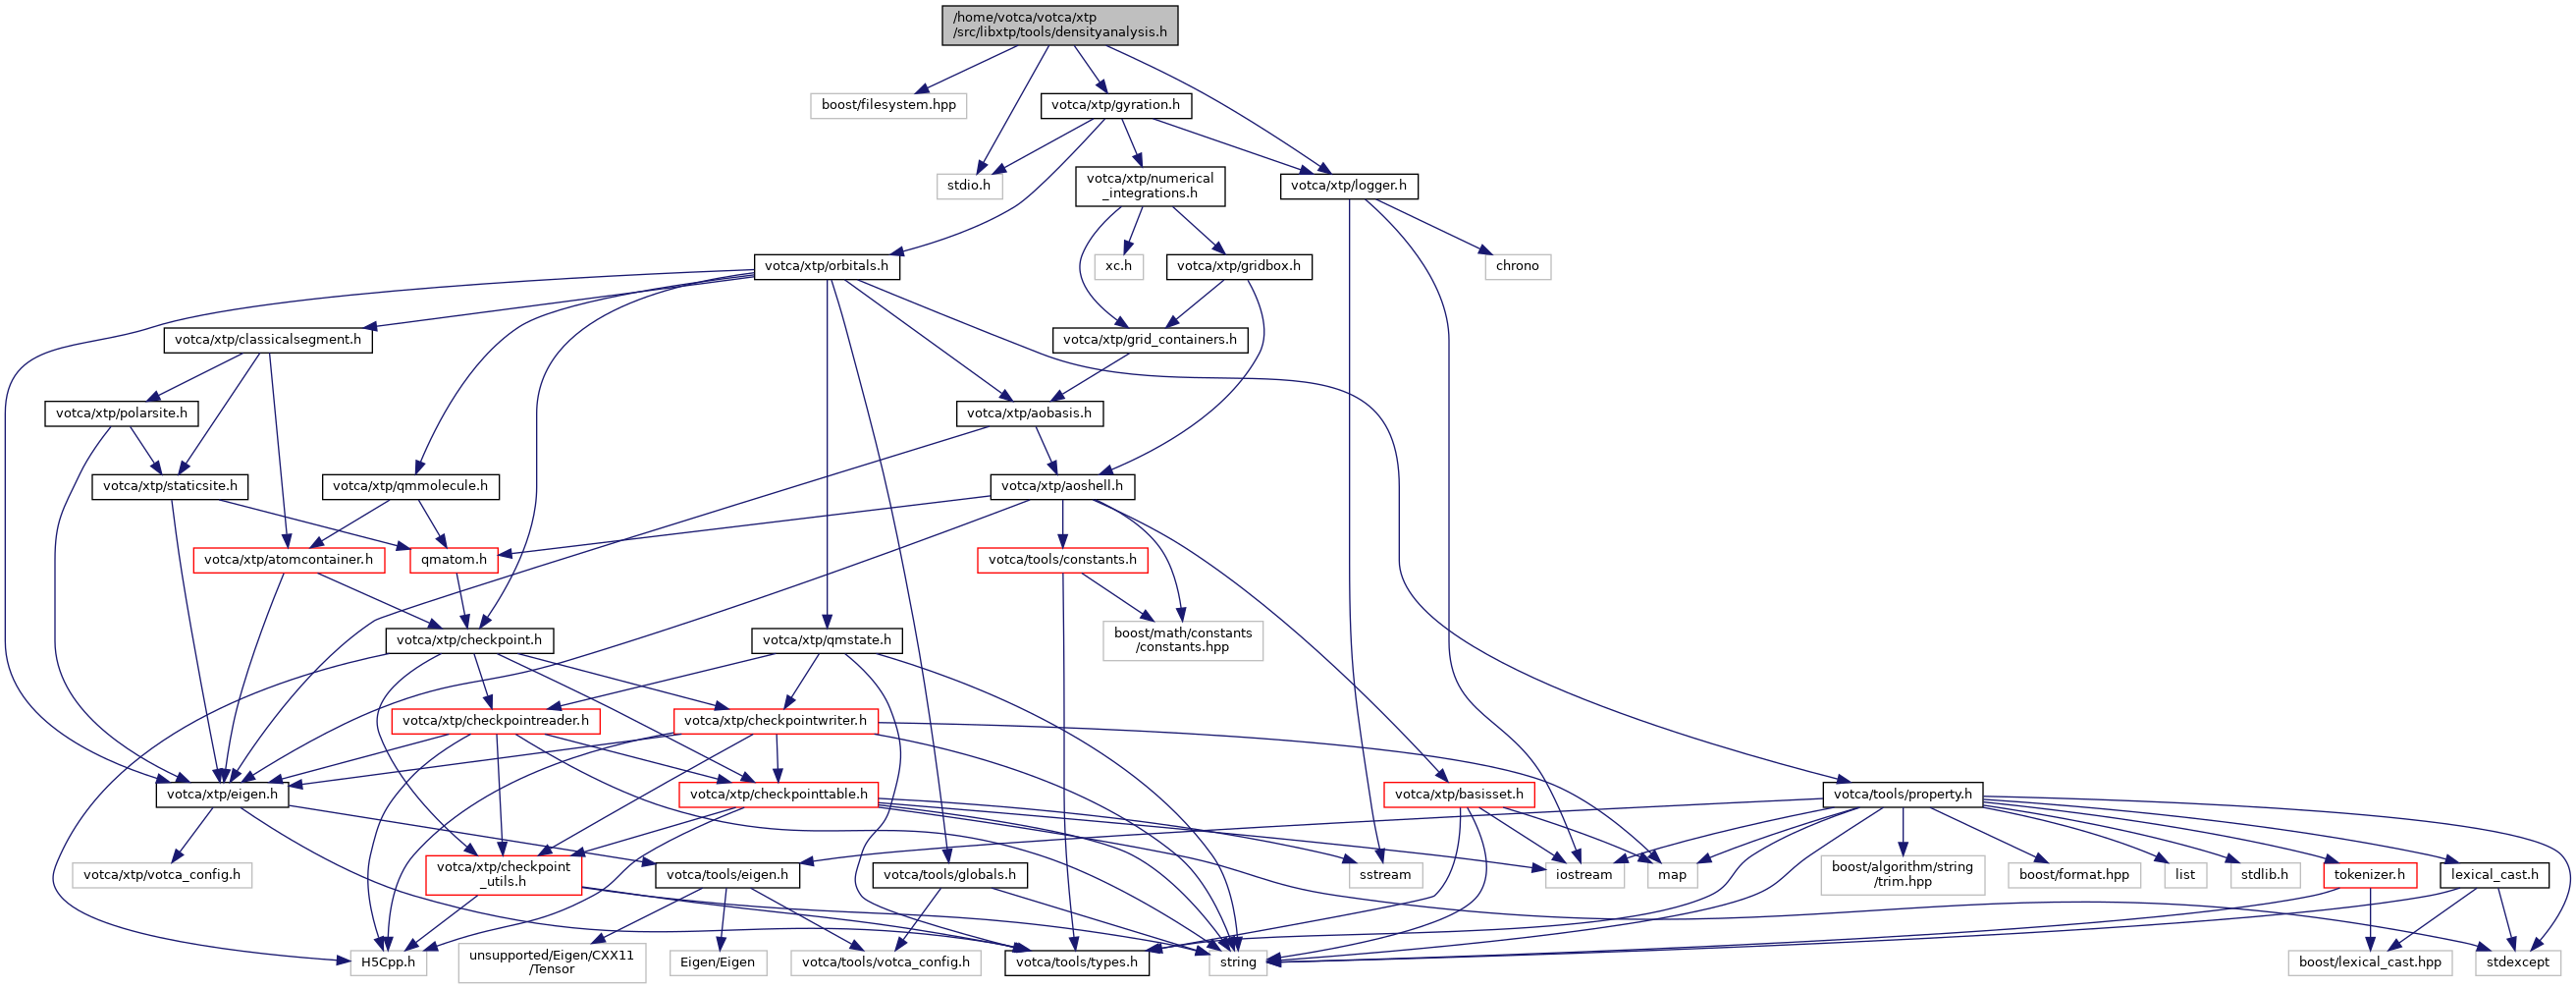 /home/votca/votca/xtp
/src/libxtp/tools/densityanalysis.h
boost/filesystem.hpp
votca/xtp/gyration.h
stdio.h
votca/xtp/numerical
_integrations.h
votca/xtp/logger.h
votca/xtp/orbitals.h
xc.h
votca/xtp/gridbox.h
chrono
votca/xtp/classicalsegment.h
votca/xtp/grid_containers.h
votca/xtp/polarsite.h
votca/xtp/aobasis.h
votca/xtp/staticsite.h
votca/xtp/qmmolecule.h
votca/xtp/aoshell.h
votca/xtp/atomcontainer.h
qmatom.h
votca/tools/constants.h
votca/xtp/checkpoint.h
votca/xtp/qmstate.h
boost/math/constants
/constants.hpp
votca/xtp/checkpointreader.h
votca/xtp/checkpointwriter.h
votca/xtp/eigen.h
votca/xtp/checkpointtable.h
votca/xtp/basisset.h
votca/tools/property.h
votca/xtp/votca_config.h
votca/xtp/checkpoint
_utils.h
votca/tools/eigen.h
votca/tools/globals.h
sstream
iostream
map
boost/algorithm/string
/trim.hpp
boost/format.hpp
list
stdlib.h
tokenizer.h
lexical_cast.h
H5Cpp.h
unsupported/Eigen/CXX11
/Tensor
Eigen/Eigen
votca/tools/votca_config.h
votca/tools/types.h
string
boost/lexical_cast.hpp
stdexcept